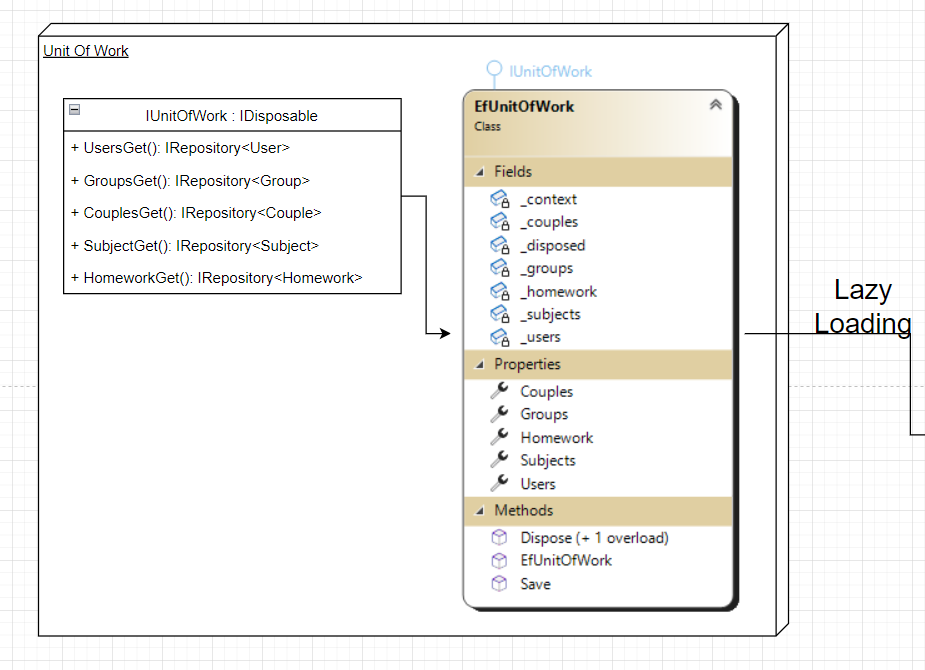 Unit Of Work
IUnitOfWork : IDisposable
+ UsersGet(): IRepository<User>
+ GroupsGet(): IRepository<Group>
+ CouplesGet(): IRepository<Couple>
+ SubjectGet(): IRepository<Subject>
+ HomeworkGet(): IRepository<Homework>
IUnitOfWork
EfUnitOfWork
Class
Fields
_context
_couples
_disposed
_groups
_homework
_subjects
_users
Properties
Couples
Groups
Homework
Subjects
Users
Methods
Dispose (+ 1 overload)
EfUnitOfWork
Save
Lazy
Loading